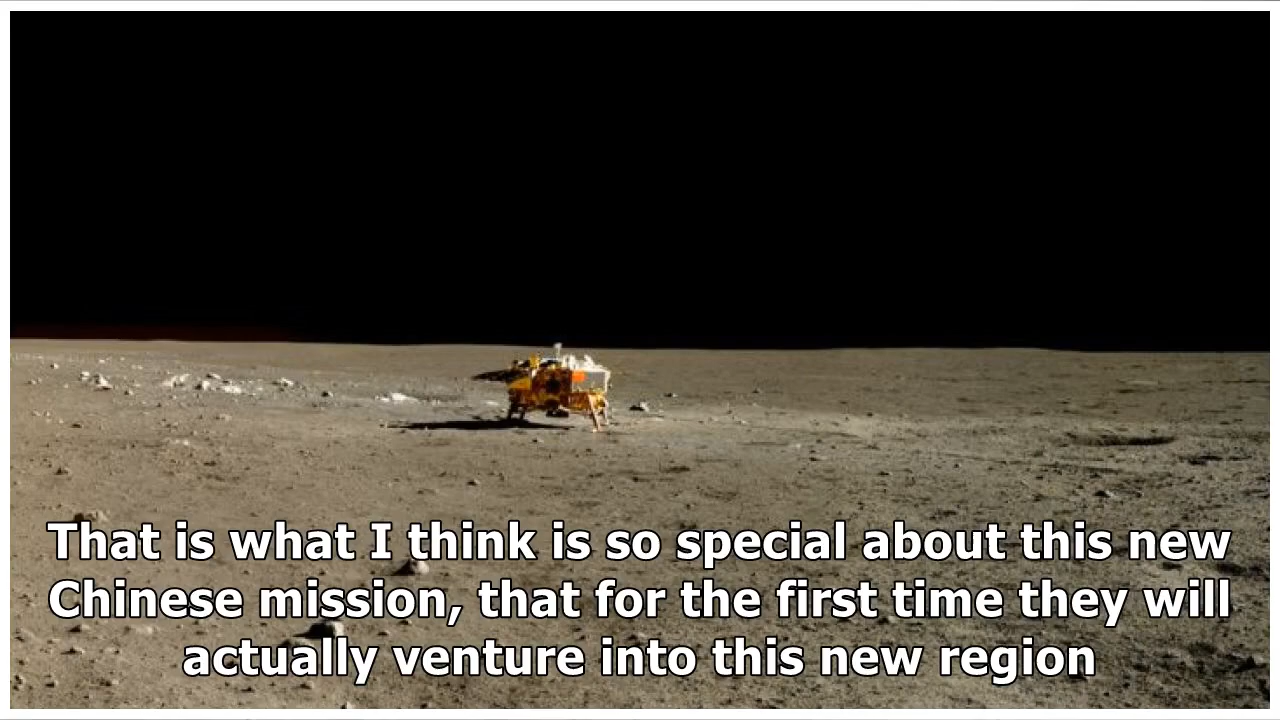 That is what I think is so special about this new
Chinese mission, that for the first time they will
actually venture into this new region